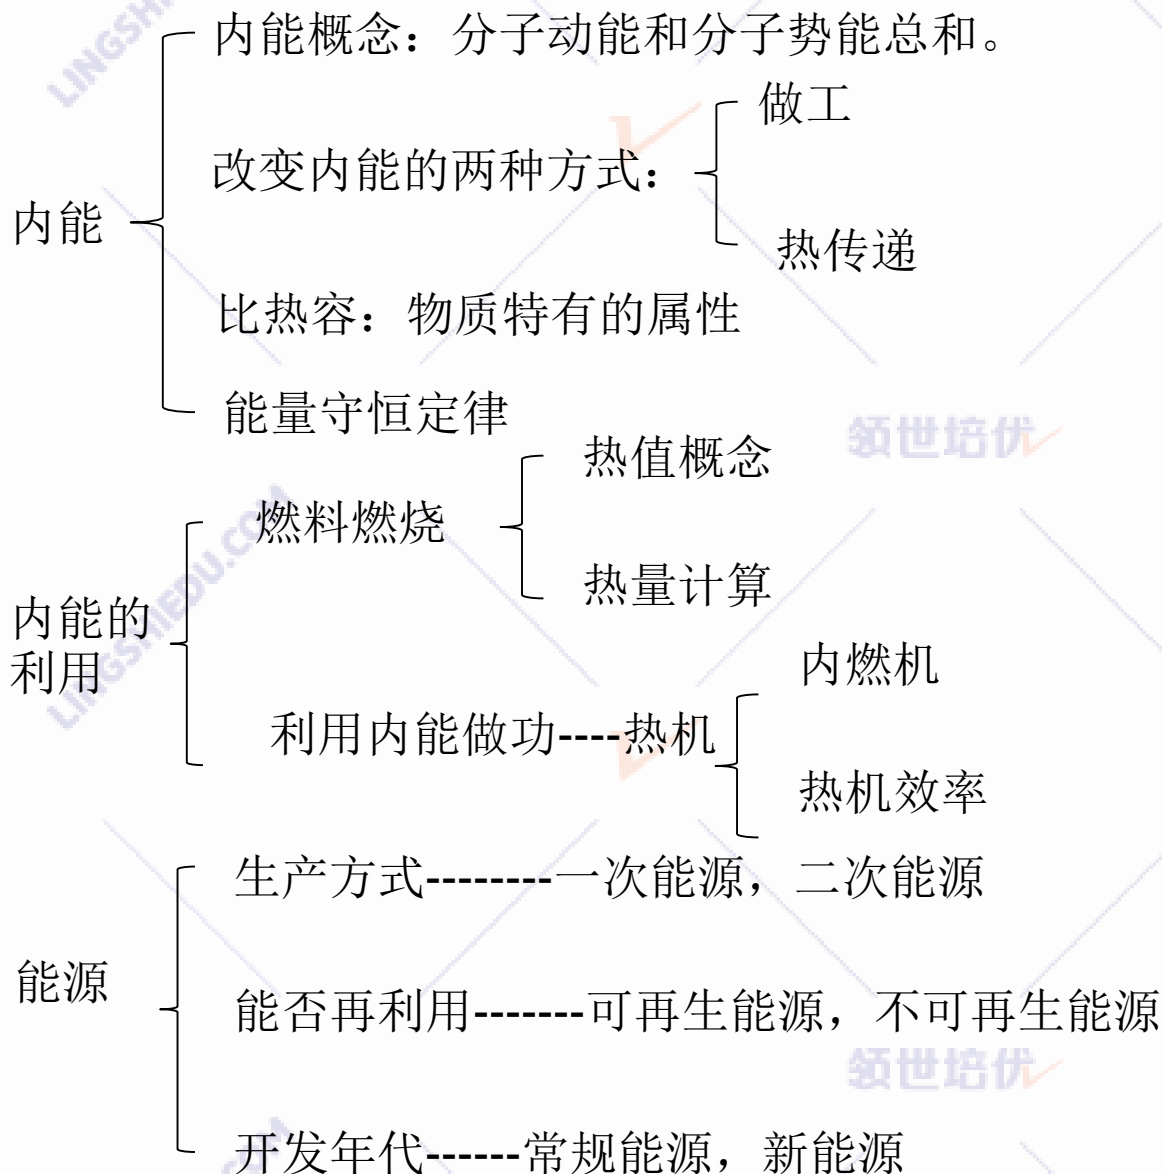 内能概念：分子动能和分子势能总和。
做工
改变内能的两种方式：
内能
热传递
比热容：物质特有的属性
能量守恒定律
领世培优
热值概念
燃料燃烧
热量计算
内能的
利用
LINGSHIEDU.COM
内燃机
利用内能做功----热机
热机效率
生产方式--------一次能源，二次能源
能源
能否再利用-------可再生能源，不可再生能源
领世培优
开发年代------常规能源，新能源